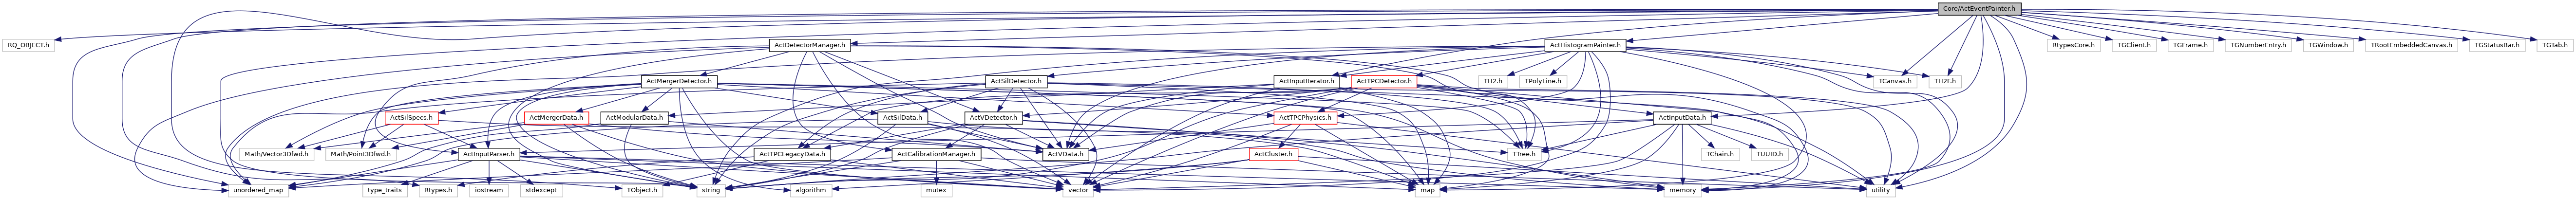 Core/ActEventPainter.h
RQ_OBJECT.h
ActDetectorManager.h
ActHistogramPainter.h
RtypesCore.h
TGClient.h
TGFrame.h
TGNumberEntry.h
TGWindow.h
TRootEmbeddedCanvas.h
TGStatusBar.h
TGTab.h
ActMergerDetector.h
ActSilDetector.h
ActInputIterator.h
ActTPCDetector.h
TH2.h
TPolyLine.h
TCanvas.h
TH2F.h
ActSilSpecs.h
ActMergerData.h
ActModularData.h
ActSilData.h
ActVDetector.h
ActTPCPhysics.h
ActInputData.h
Math/Vector3Dfwd.h
Math/Point3Dfwd.h
ActInputParser.h
ActTPCLegacyData.h
ActCalibrationManager.h
ActVData.h
ActCluster.h
TTree.h
TChain.h
TUUID.h
unordered_map
type_traits
Rtypes.h
iostream
stdexcept
TObject.h
string
algorithm
mutex
vector
map
memory
utility